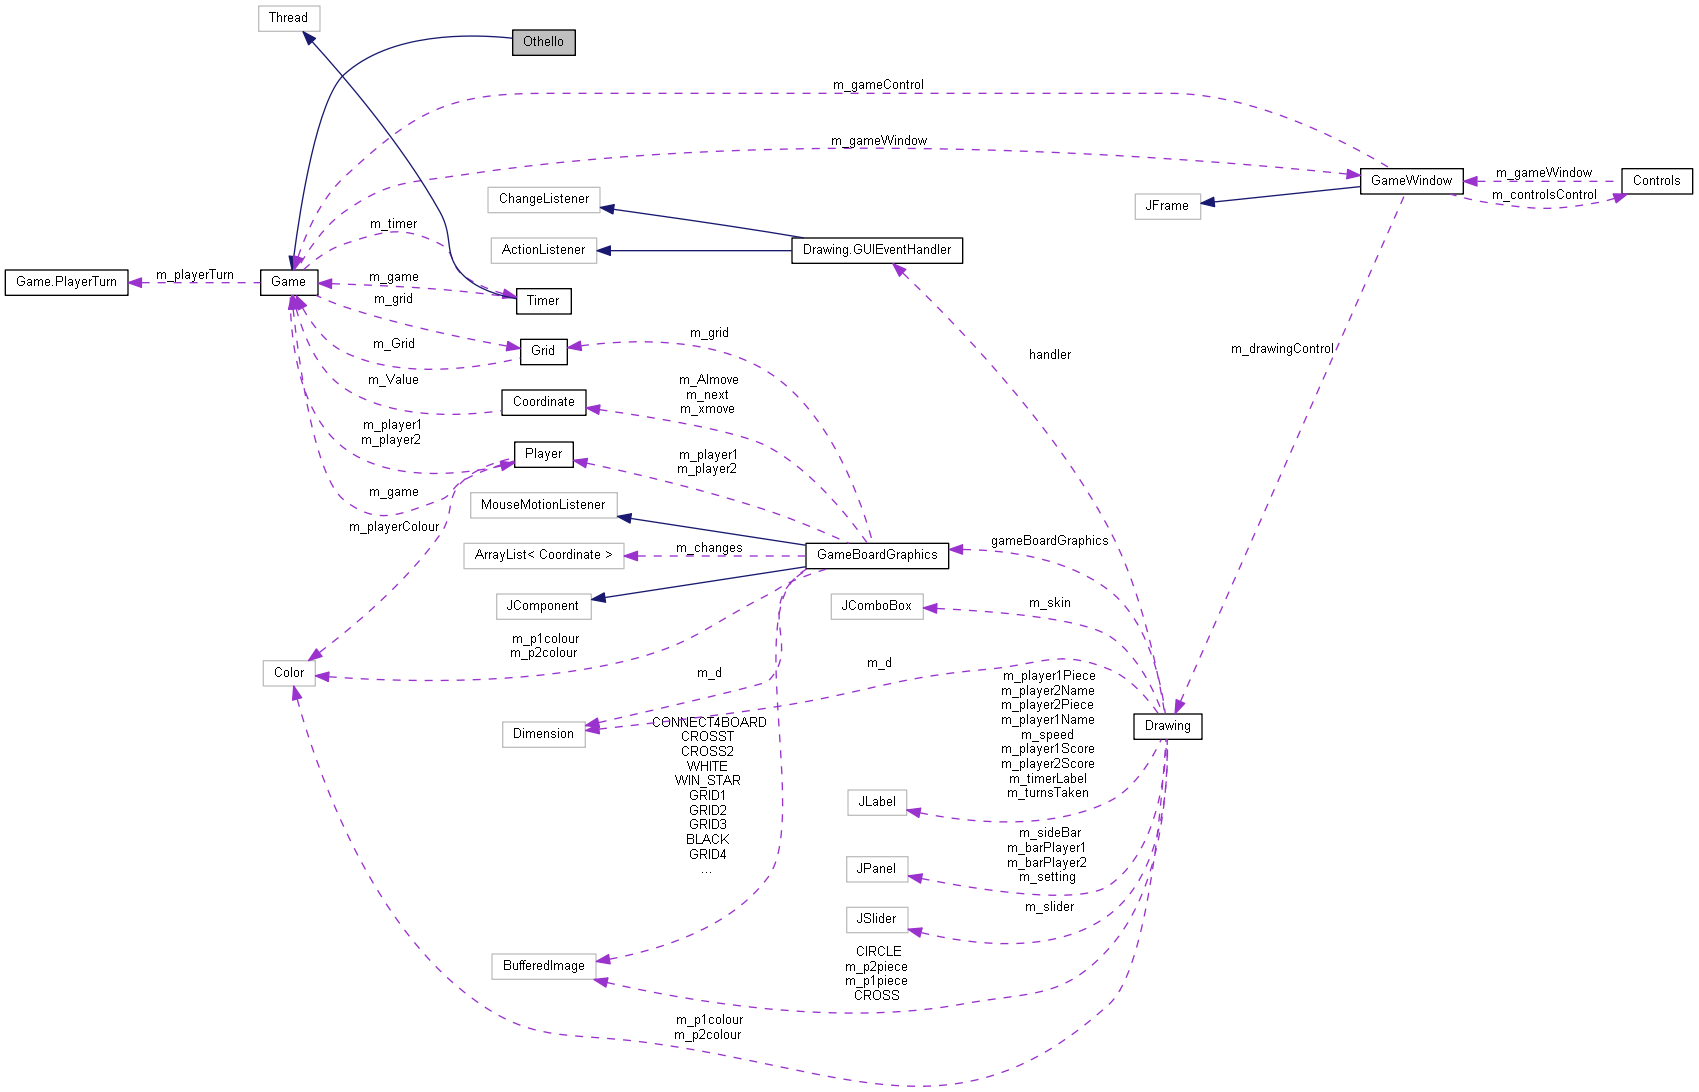 Thread
Othello
m_gameControl
m_gameWindow
GameWindow
m_gameWindow
m_controlsControl
Controls
JFrame
ChangeListener
ActionListener
Drawing.GUIEventHandler
m_timer
m_playerTurn
Game.PlayerTurn
Game
m_game
m_grid
Timer
m_Grid
Grid
m_grid
handler
m_drawingControl
m_Value
Coordinate
m_AImove
m_next
m_xmove
m_player1
m_player2
Player
m_player1
m_player2
m_game
m_playerColour
MouseMotionListener
ArrayList< Coordinate >
m_changes
GameBoardGraphics
gameBoardGraphics
JComponent
JComboBox
m_skin
m_p1colour
m_p2colour
Color
m_d
m_d
Dimension
m_player1Piece
m_player2Name
m_player2Piece
m_player1Name
m_speed
m_player1Score
m_player2Score
m_timerLabel
m_turnsTaken
Drawing
CONNECT4BOARD
CROSST
CROSS2
WHITE
WIN_STAR
GRID1
GRID2
GRID3
BLACK
GRID4
...
JLabel
m_sideBar
m_barPlayer1
m_barPlayer2
m_setting
JPanel
m_slider
JSlider
BufferedImage
CIRCLE
m_p2piece
m_p1piece
CROSS
m_p1colour
m_p2colour